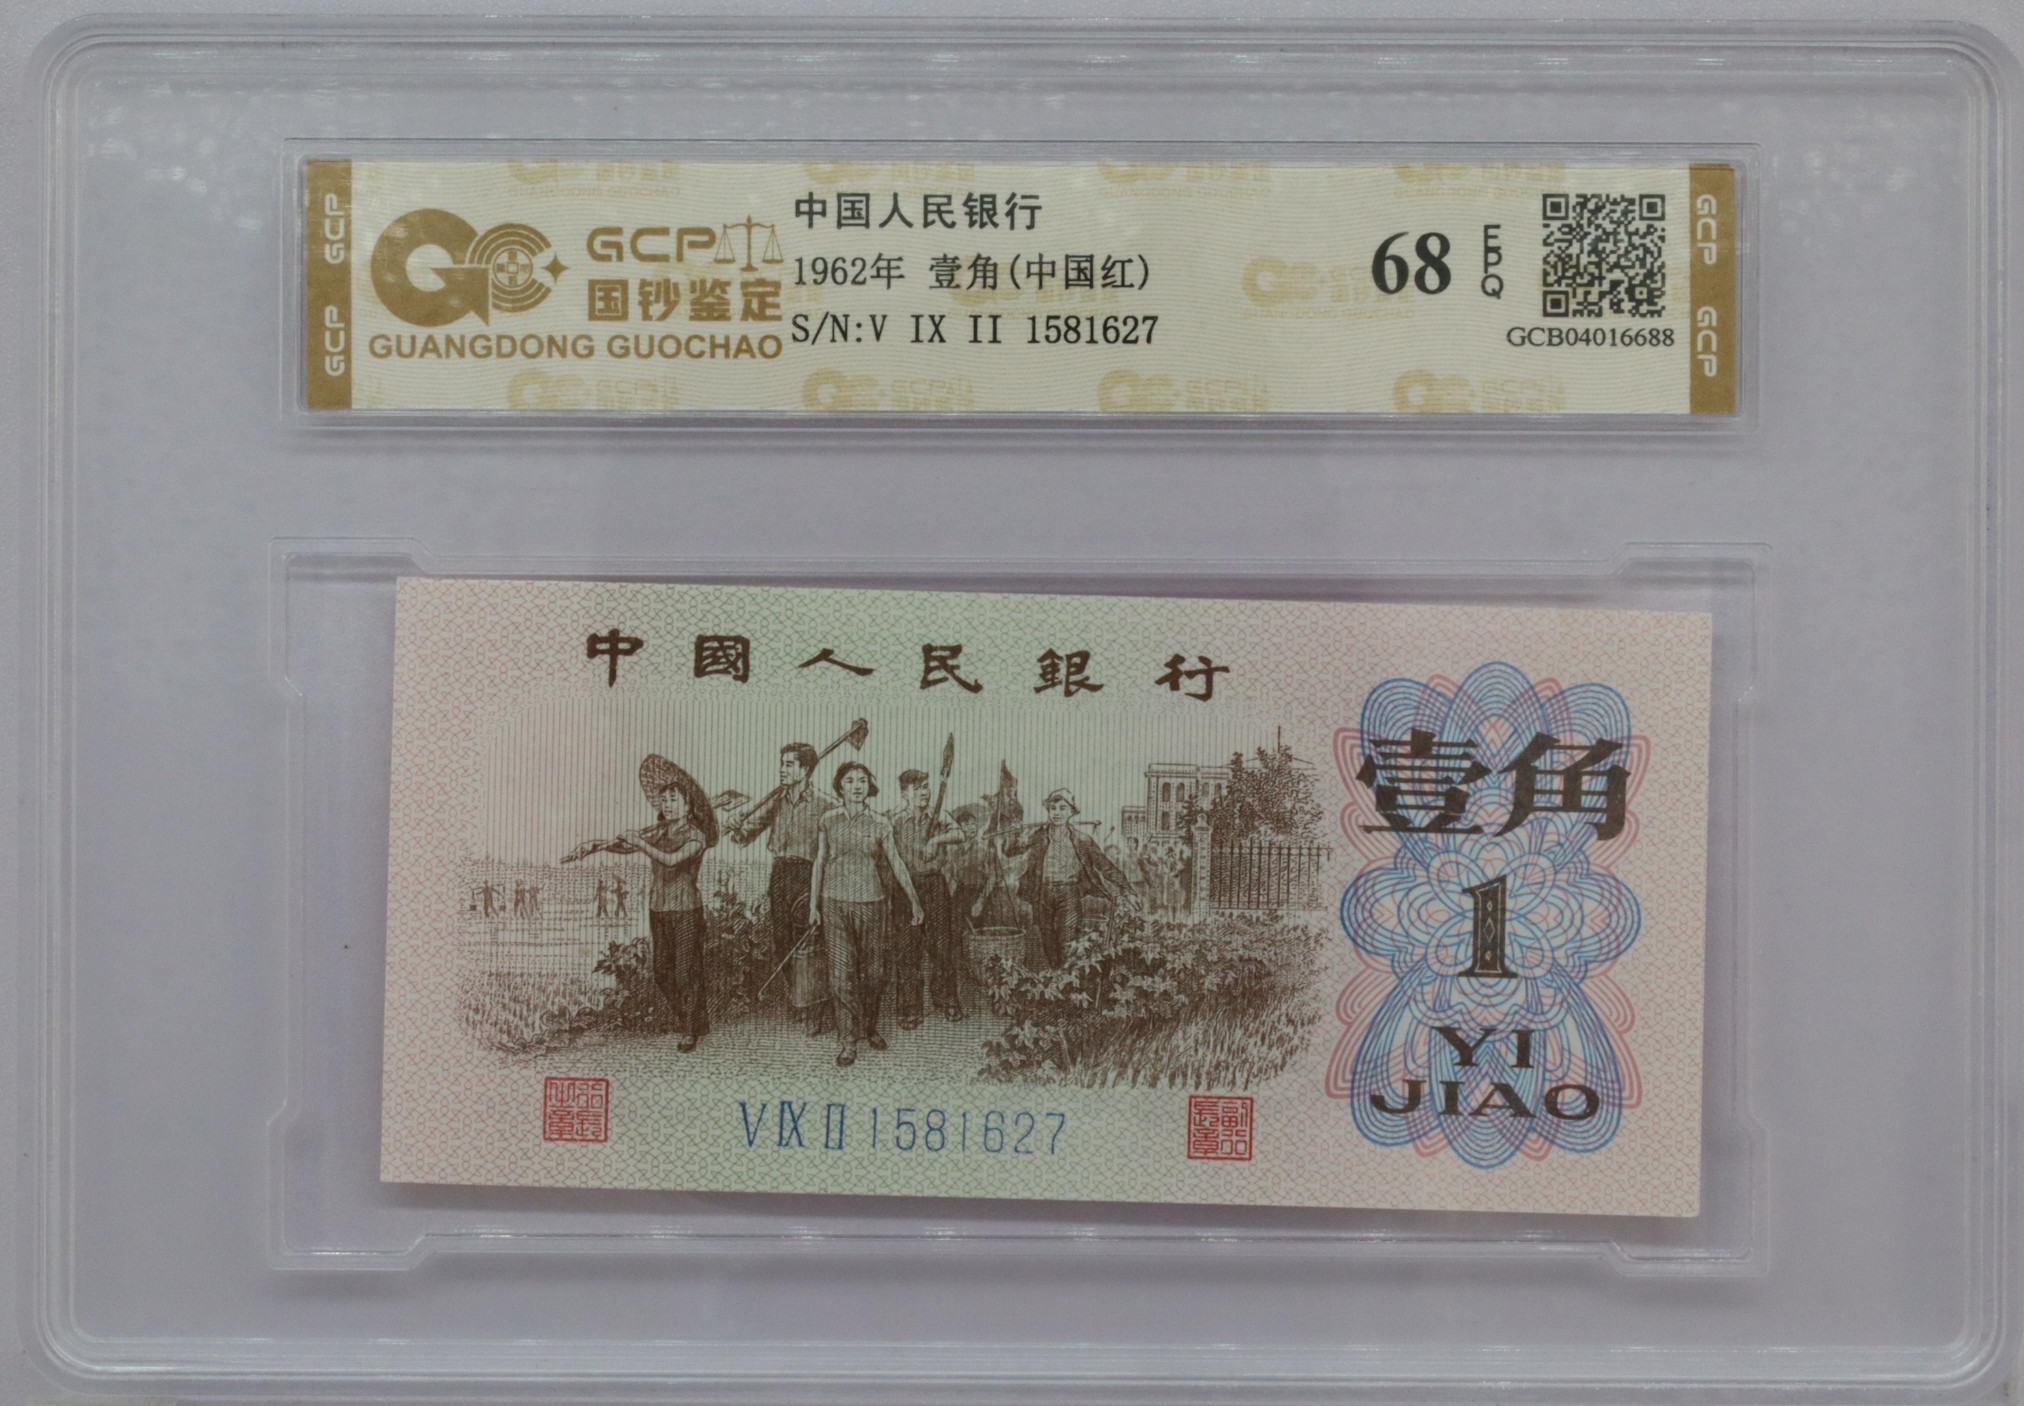 GCP
GCP
GCP
国钞鉴定
GUANGDONG GUOCHAO
中国人民银行
1962年 壹角(中国红)
S/N:V IX II 1581627
68
EPQ
GCB04016688
GCP
GCP
中國人民銀行
壹角
1
YI
JIAO
V IX II 1581627